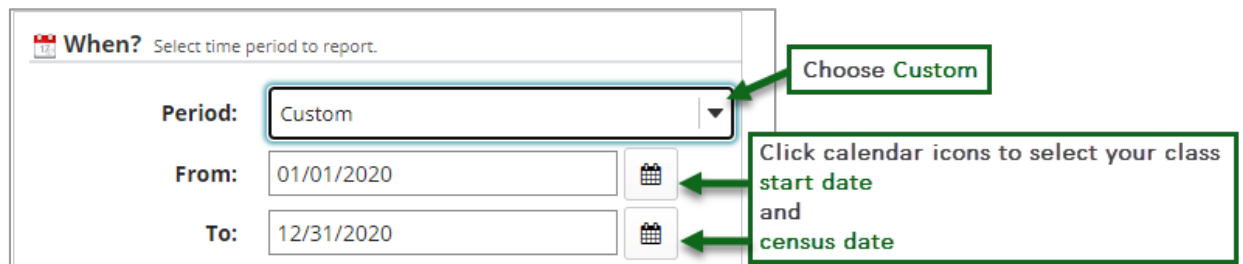 When? Select time period to report.
Choose Custom
Period: Custom
From: 01/01/2020
To: 12/31/2020
Click calendar icons to select your class
start date
and
census date